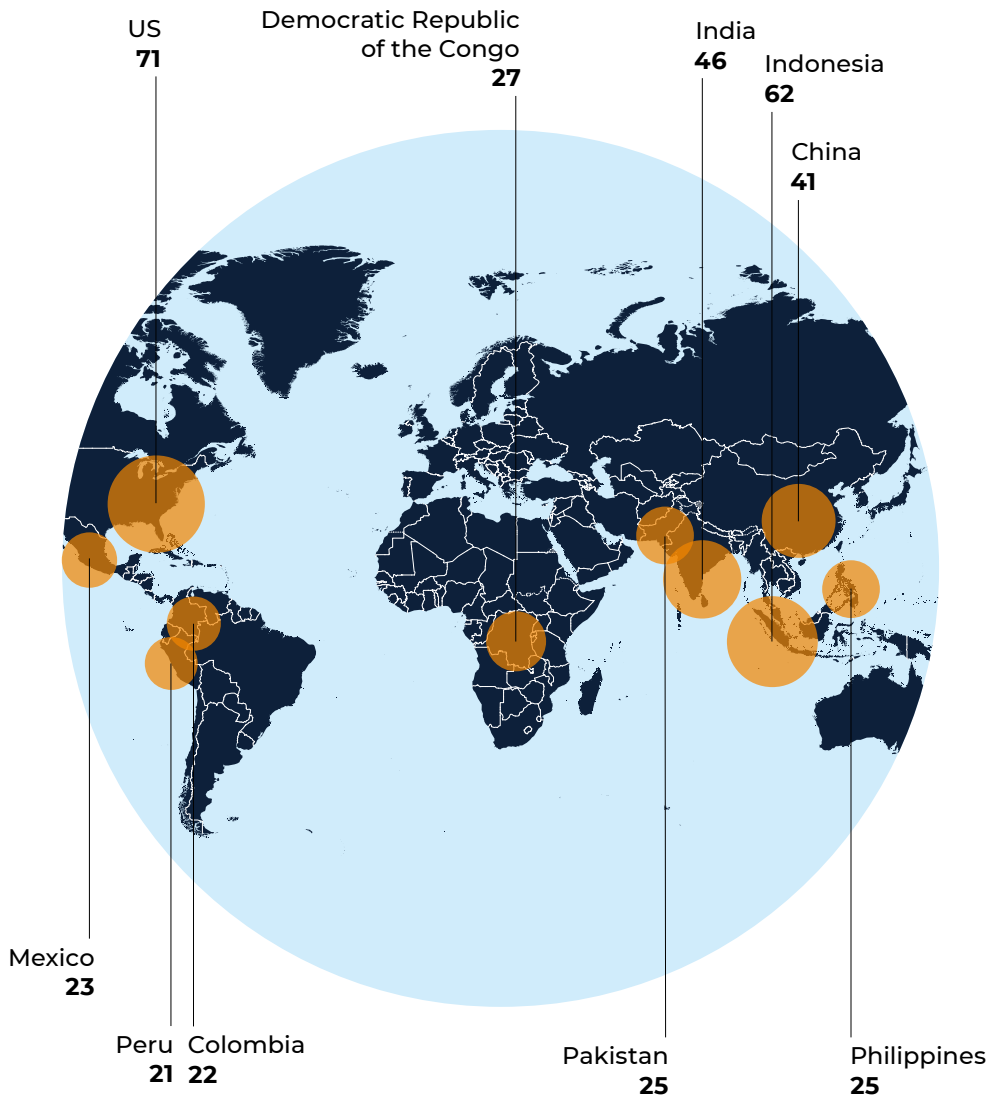 US
71
Democratic Republic
of the Congo
27
India
46
Indonesia
62
China
41
Mexico
23
Peru
21
Colombia
22
Pakistan
25
Philippines
25